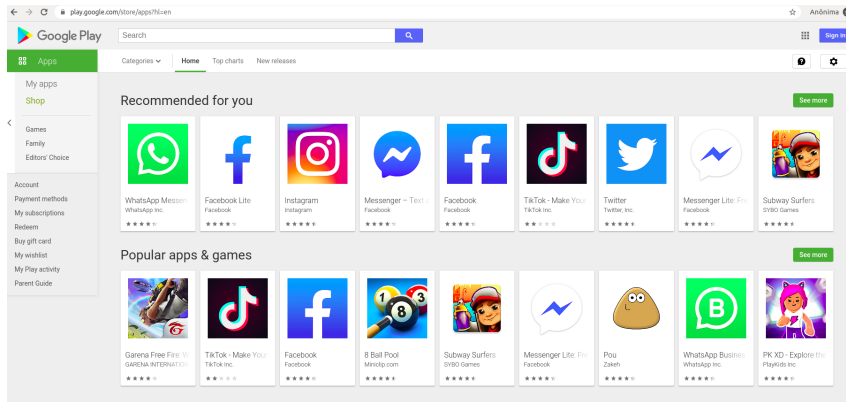 play.google.com/store/apps?hl=en
Anônima
Google Play
Search
Sign in
Apps
Categories
Home
Top charts
New releases
My apps
Shop
Games
Family
Editors' Choice
Account
Payment methods
My subscriptions
Redeem
Buy gift card
My wishlist
My Play activity
Parent Guide
Recommended for you
See more
WhatsApp Messen
WhatsApp Inc.
Facebook Lite
Facebook
Instagram
Instagram
Messenger – Text
Facebook
Facebook
Facebook
TikTok - Make Your
TikTok Inc.
Twitter
Twitter, Inc.
Messenger Lite: Fre
Facebook
Subway Surfers
SYBO Games
Popular apps & games
See more
Garena Free Fire: W
GARENA INTERNATION
TikTok - Make Your
TikTok Inc.
Facebook
Facebook
8 Ball Pool
Miniclip.com
Subway Surfers
SYBO Games
Messenger Lite: Fre
Facebook
Pou
Zakeh
WhatsApp Busines
WhatsApp Inc.
PK XD - Explore the
PlayKids Inc